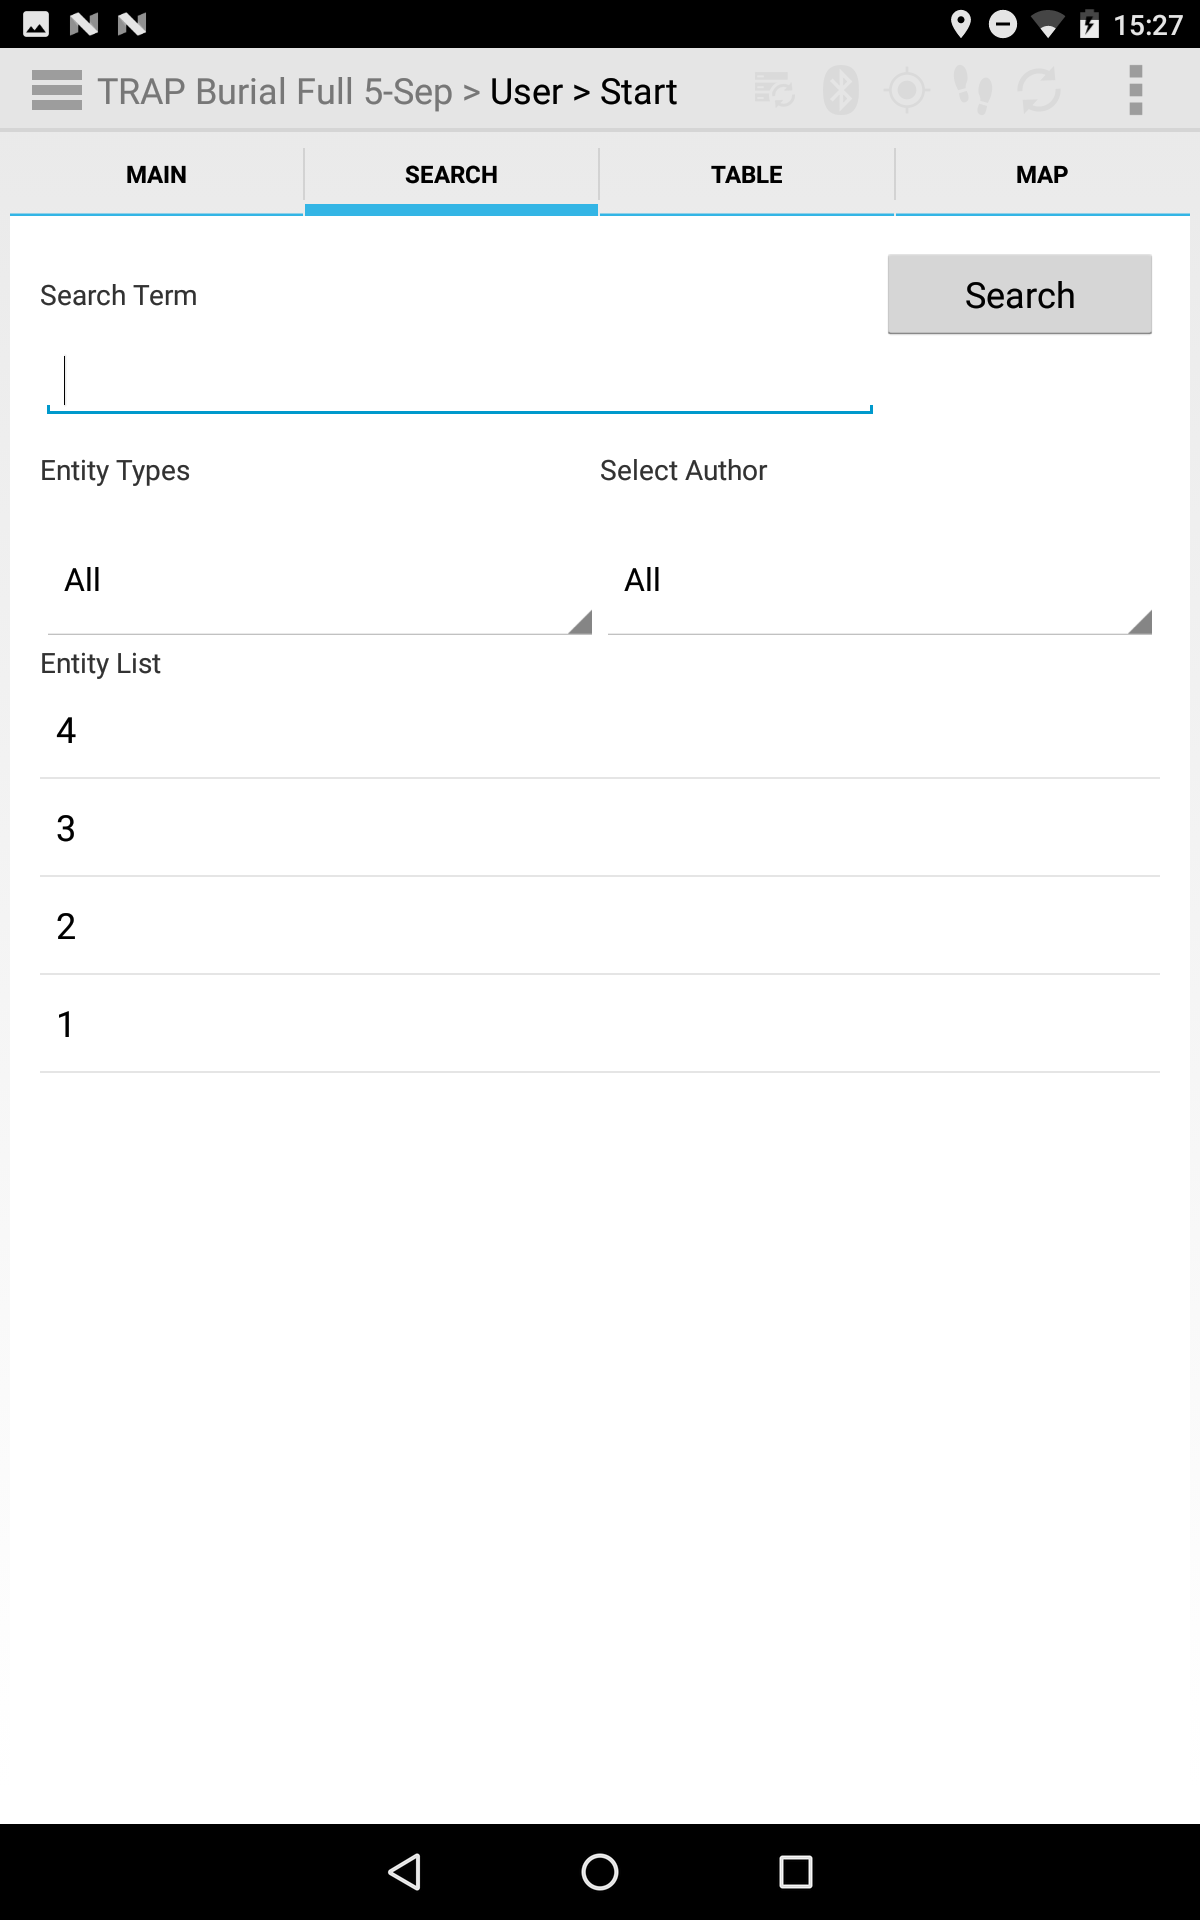 15:27
TRAP Burial Full 5-Sep > User > Start
MAIN SEARCH TABLE MAP
Search Term
Search
Entity Types Select Author
All All
Entity List
4
3
2
1